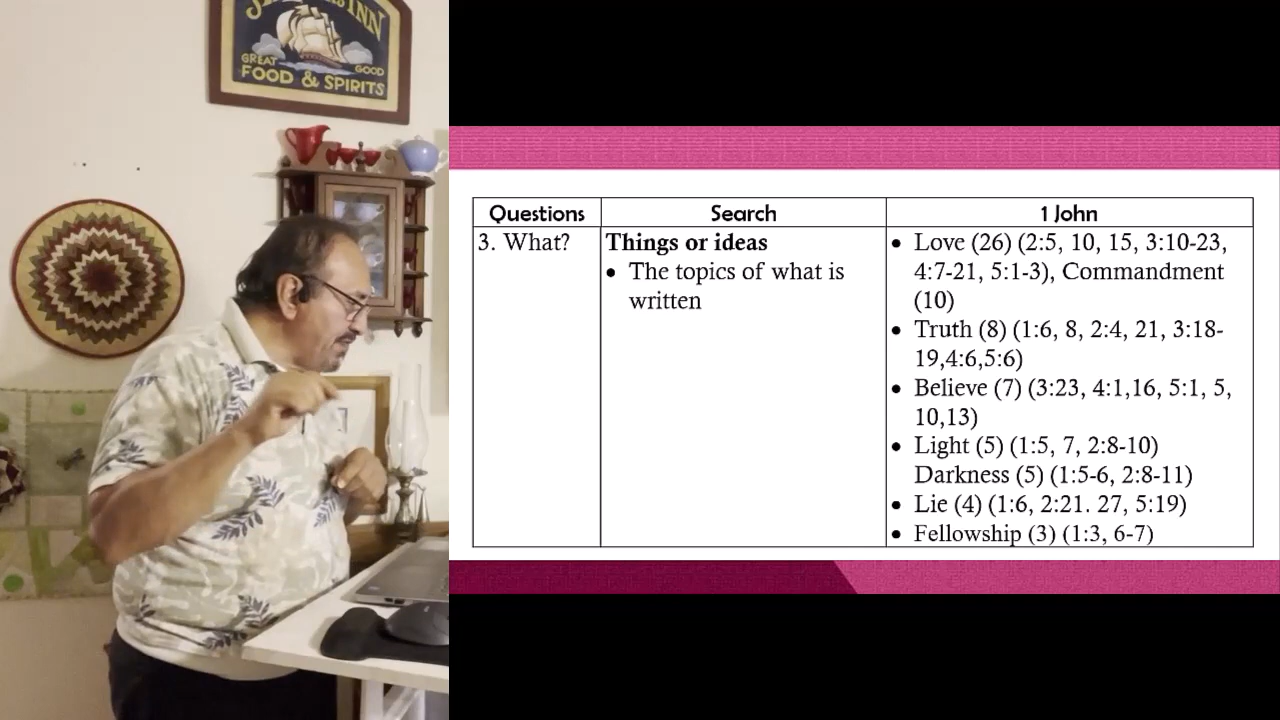 INN
GREAT GOOD
FOOD & SPIRITS
Questions Search 1 John
3. What? Things or ideas
• The topics of what is
written
• Love (26) (2:5, 10, 15, 3:10-23,
4:7-21, 5:1-3), Commandment
(10)
• Truth (8) (1:6, 8, 2:4, 21, 3:18-
19,4:6,5:6)
• Believe (7) (3:23, 4:1,16, 5:1, 5,
10,13)
• Light (5) (1:5, 7, 2:8-10)
Darkness (5) (1:5-6, 2:8-11)
• Lie (4) (1:6, 2:21. 27, 5:19)
• Fellowship (3) (1:3, 6-7)